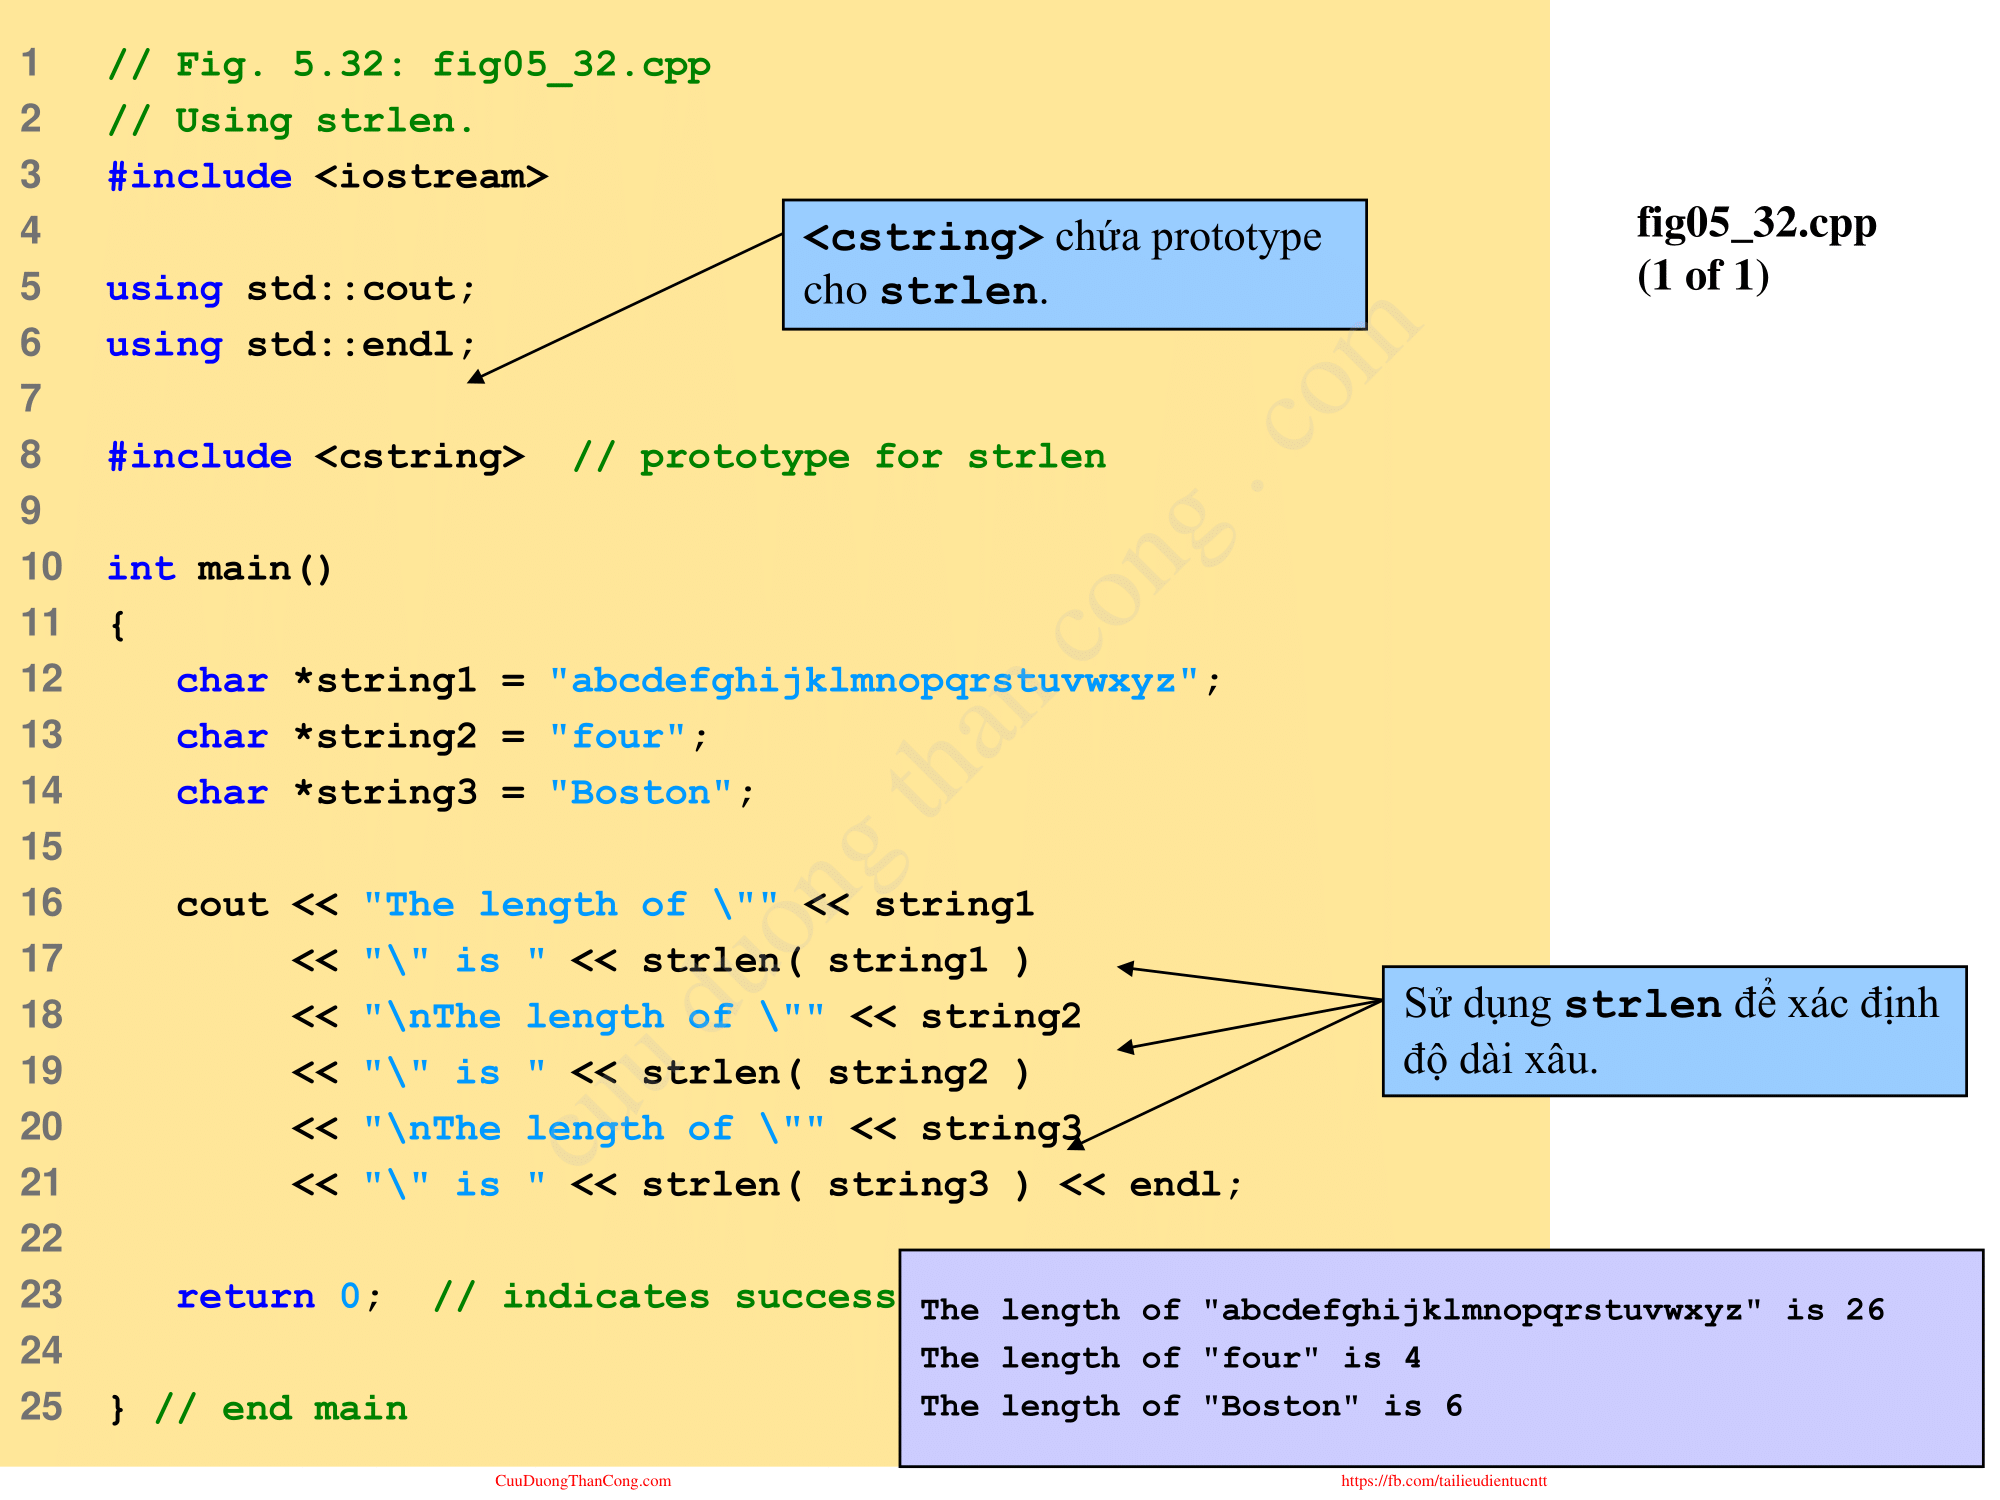 1 // Fig. 5.32: fig05_32.cpp
2 // Using strlen.
3 #include <iostream>
4
5 using std::cout;
6 using std::endl;
7
8 #include <cstring>  // prototype for strlen
9
10 int main()
11 {
12    char *string1 = "abcdefghijklmnopqrstuvwxyz";
13    char *string2 = "four";
14    char *string3 = "Boston";
15
16    cout << "The length of \"" << string1
17         << "\" is " << strlen( string1 )
18         << "\nThe length of \"" << string2
19         << "\" is " << strlen( string2 )
20         << "\nThe length of \"" << string3
21         << "\" is " << strlen( string3 ) << endl;
22
23    return 0;  // indicates success
24
25 } // end main
<cstring> chứa prototype
cho strlen.
fig05_32.cpp
(1 of 1)
Sử dụng strlen để xác định
độ dài xâu.
The length of "abcdefghijklmnopqrstuvwxyz" is 26
The length of "four" is 4
The length of "Boston" is 6
cuu duong than cong . com
CuuDuongThanCong.com
https://fb.com/tailieudientucntt